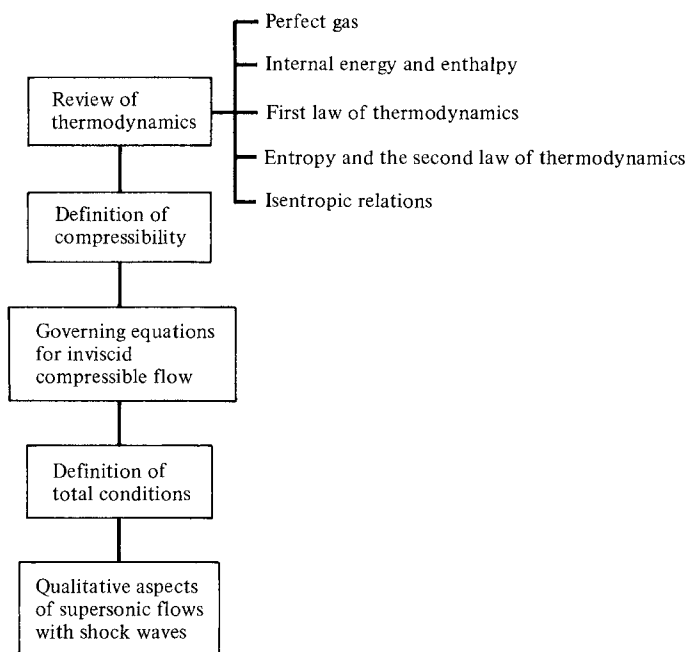 Perfect gas
Internal energy and enthalpy
Review of
thermodynamics
First law of thermodynamics
Entropy and the second law of thermodynamics
Isentropic relations
Definition of
compressibility
Governing equations
for inviscid
compressible flow
Definition of
total conditions
Qualitative aspects
of supersonic flows
with shock waves